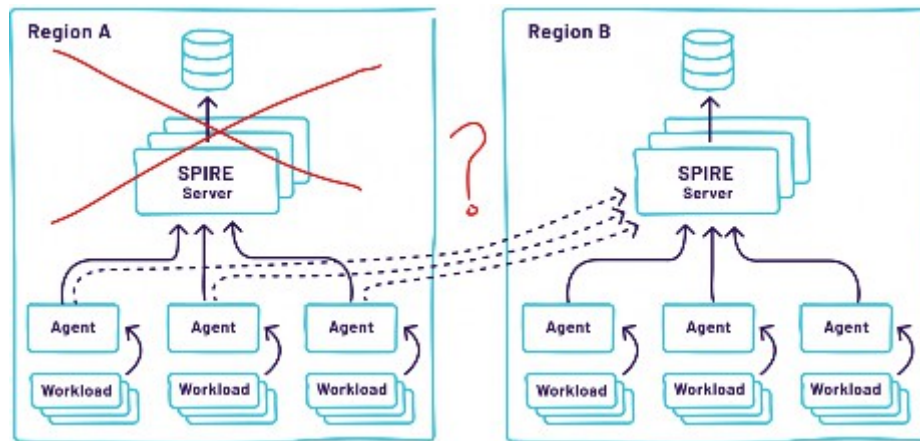 Region A
SPIRE
Server
Agent
Agent
Agent
Workload
Workload
Workload
?
Region B
SPIRE
Server
Agent
Agent
Agent
Workload
Workload
Workload